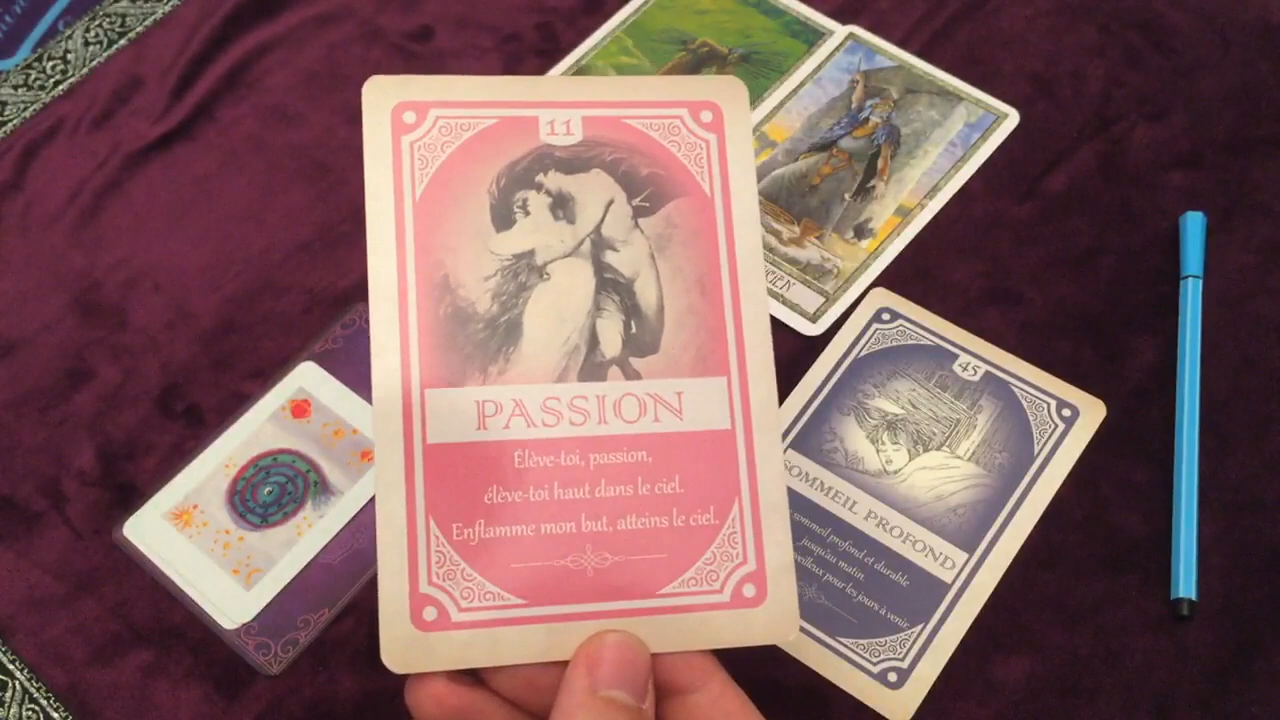 11
PASSION
Élève-toi, passion,
élève-toi haut dans le ciel.
Enflamme mon but, atteins le ciel.
45
SOMMEIL PROFOND
sommeil profond et durable
jusqu'au matin.
pour les jours à venir.